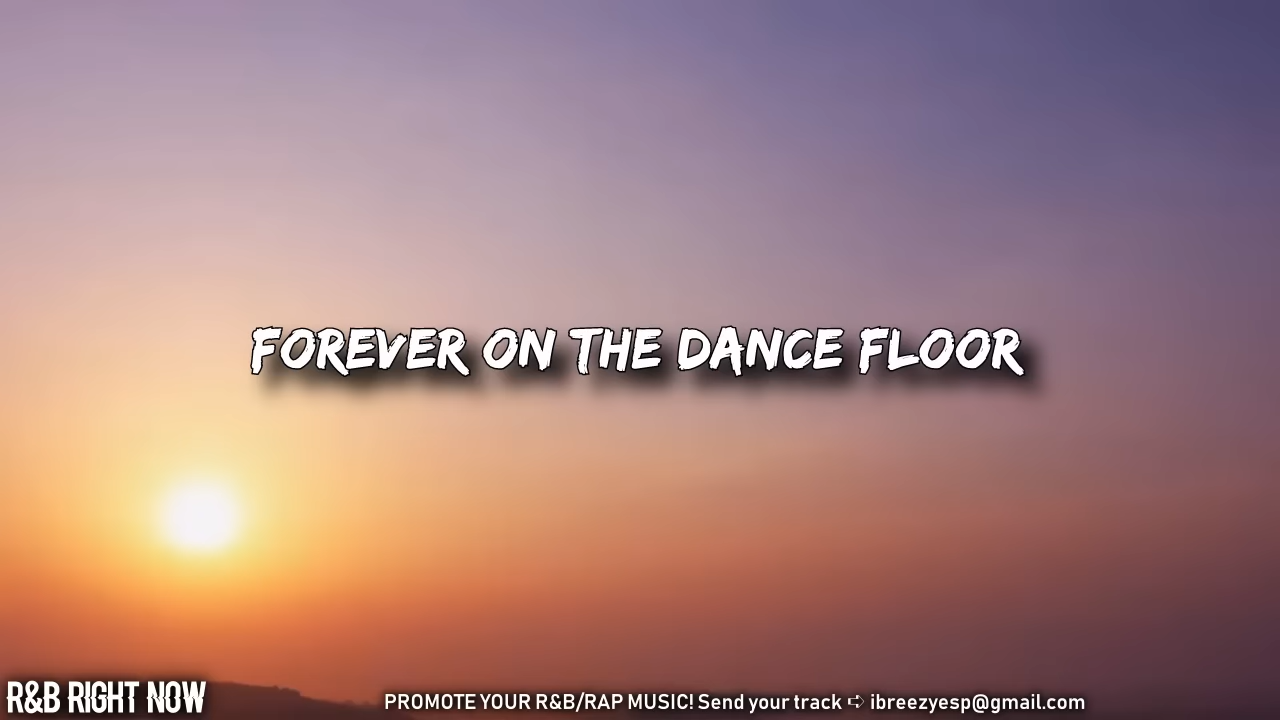 FOREVER ON THE DANCE FLOOR
R&B RIGHT NOW
PROMOTE YOUR R&B/RAP MUSIC! Send your track ➪ ibreezyesp@gmail.com